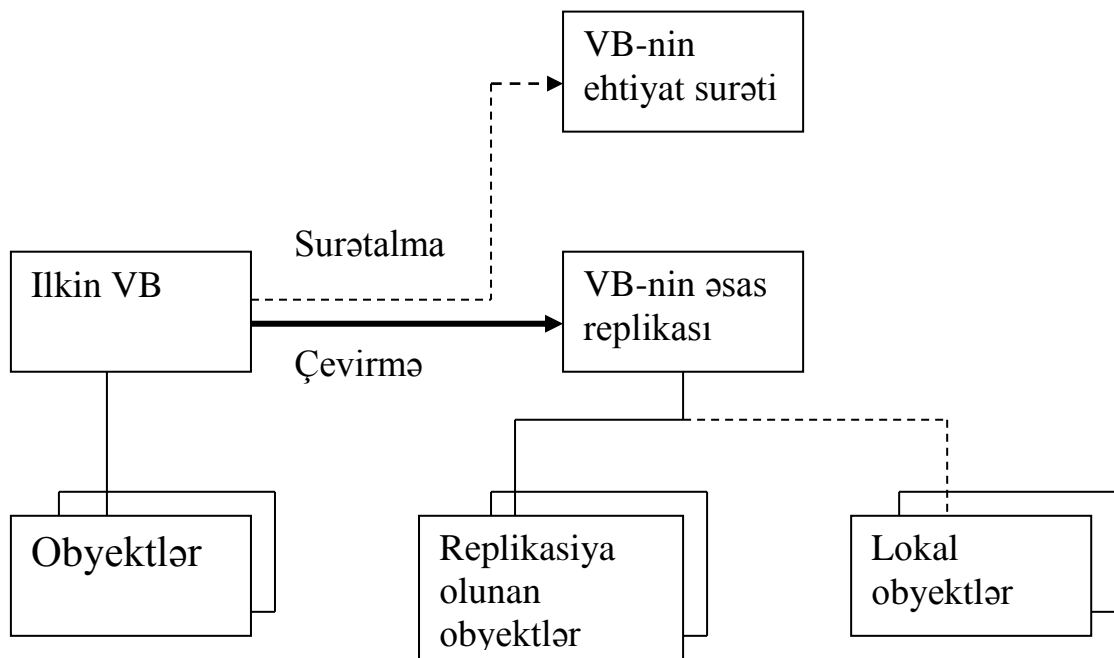 VB-nin
ehtiyat surəti
Surətalma
Ilkin VB
VB-nin əsas
replikası
Çevirmə
Obyektlər
Replikasiya
olunan
obyektlər
Lokal
obyektlər